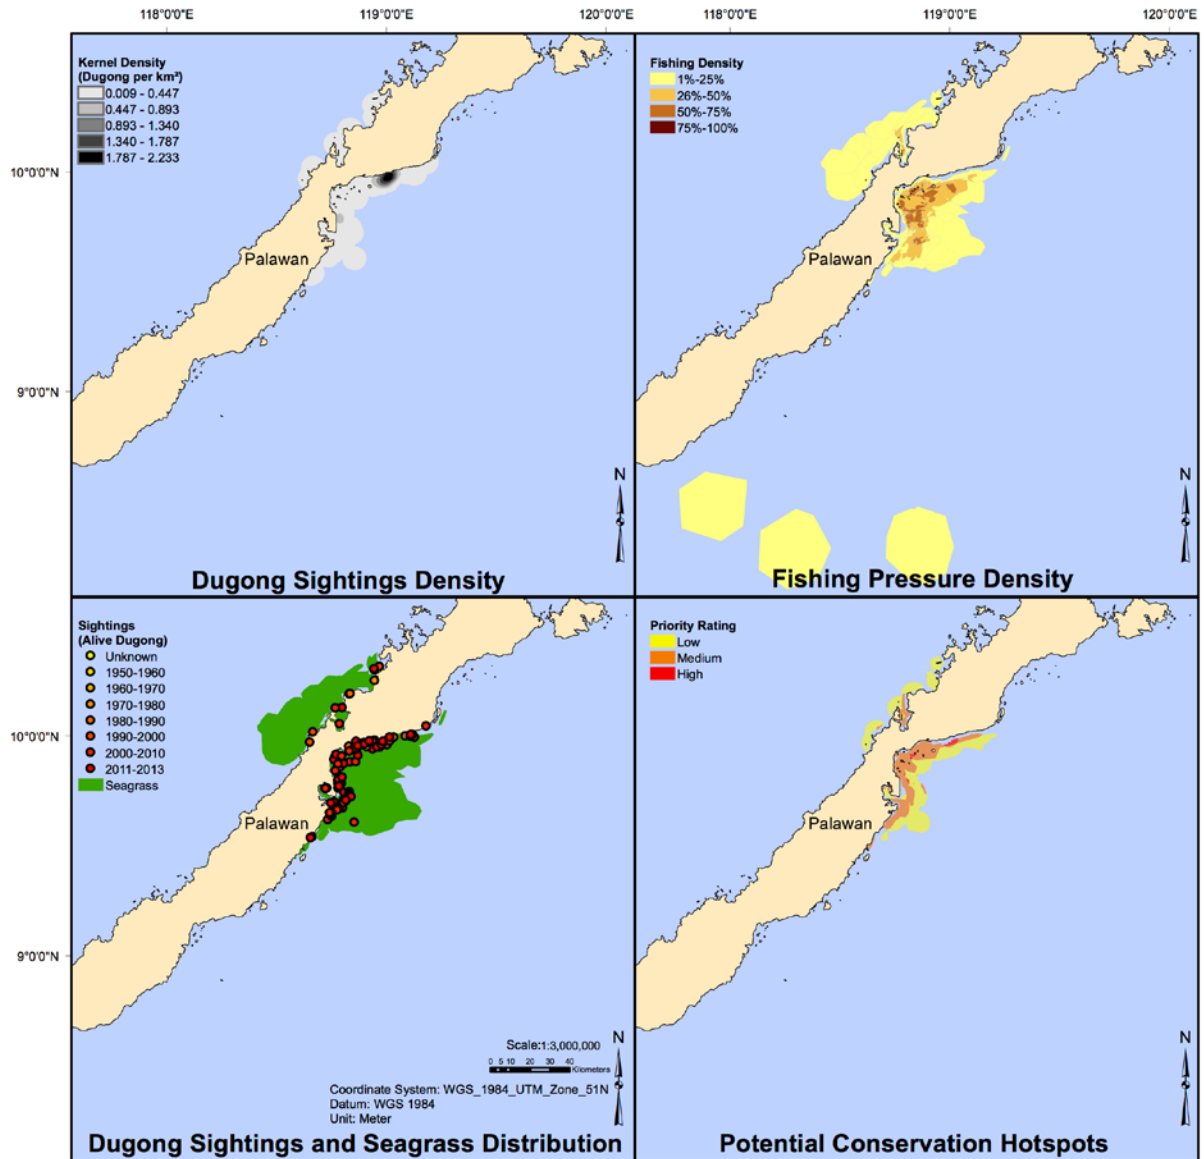 118°0'0"E
119°0'0"E
120°0'0"E
118°0'0"E
119°0'0"E
120°0'0"E
Kernel Density
(Dugong per km²)
0.009 - 0.447
0.447 - 0.893
0.893 - 1.340
1.340 - 1.787
1.787 - 2.233
10°0'0"N
Palawan
9°0'0"N
N
Dugong Sightings Density
Fishing Density
1%-25%
26%-50%
50%-75%
75%-100%
Palawan
N
Fishing Pressure Density
Sightings
(Alive Dugong)
Unknown
1950-1960
1960-1970
1970-1980
1980-1990
1990-2000
2000-2010
2011-2013
Seagrass
10°0'0"N
Palawan
9°0'0"N
Scale:1:3,000,000
0 5 10 20 30 40
Kilometers
N
Coordinate System: WGS_1984_UTM_Zone_51N
Datum: WGS 1984
Unit: Meter
Dugong Sightings and Seagrass Distribution
Priority Rating
Low
Medium
High
Palawan
N
Potential Conservation Hotspots